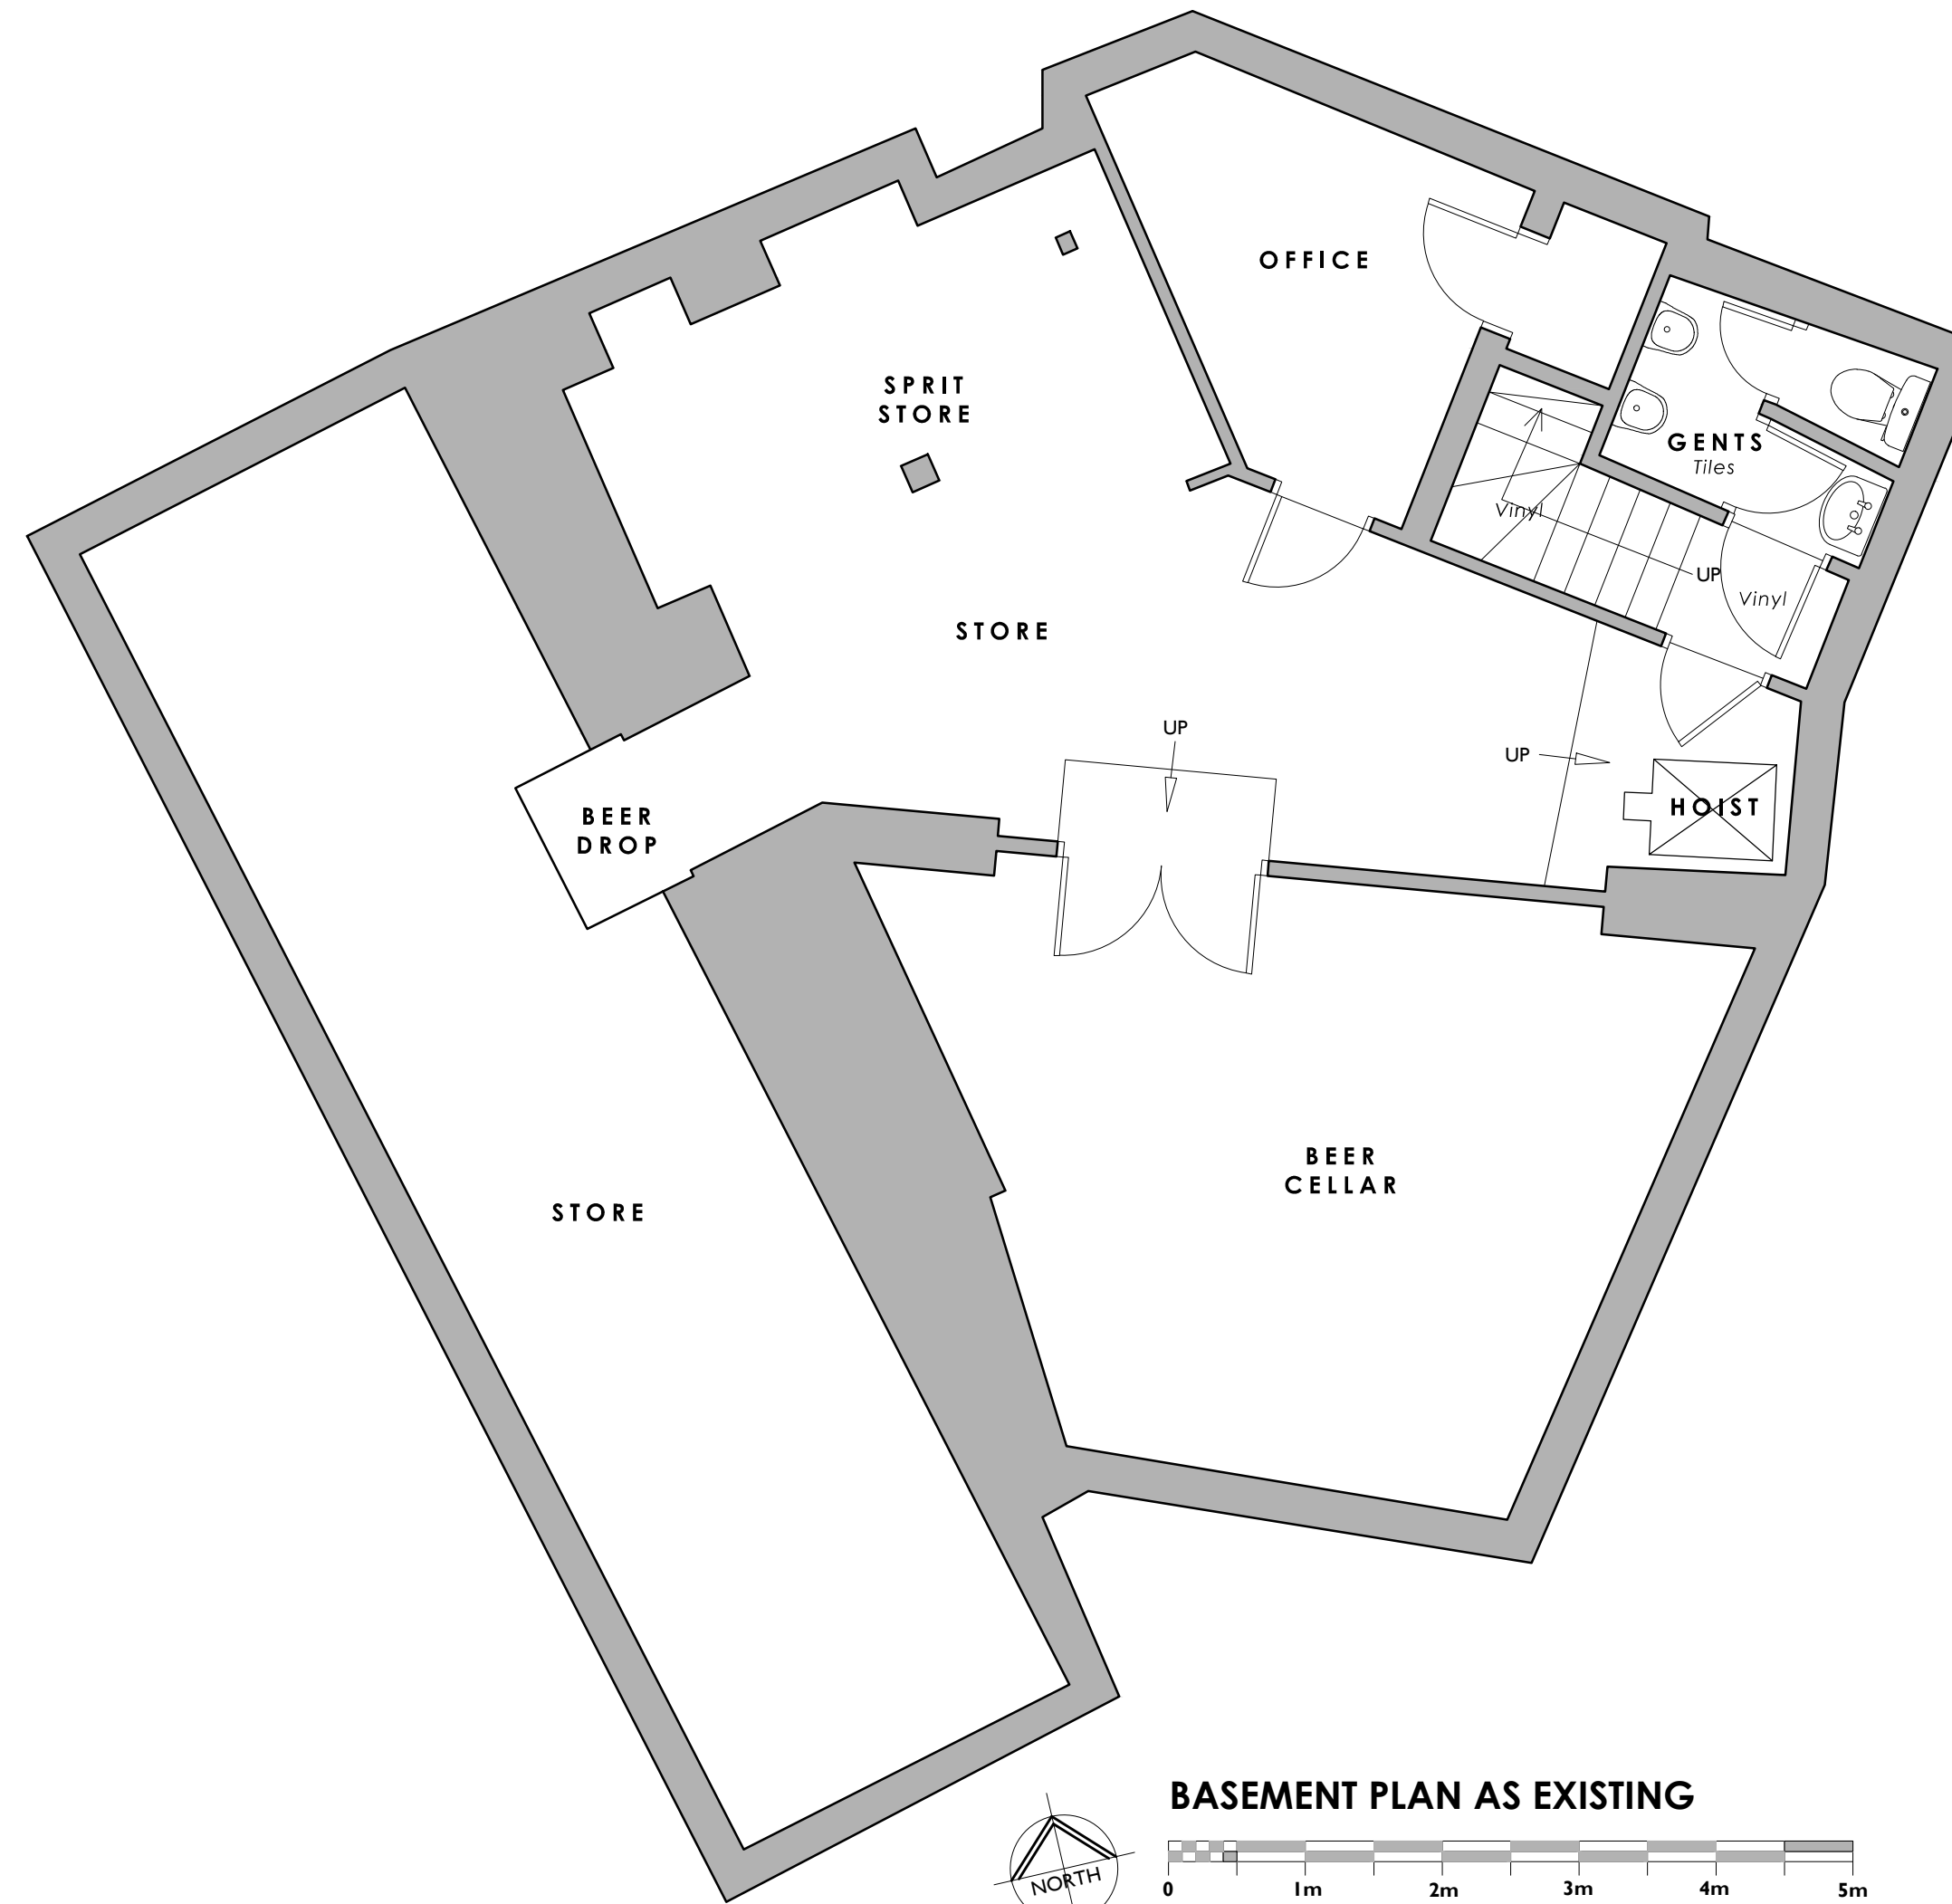 OFFICE
SPRIT
STORE
GENTS
Tiles
Vinyl
UP
Vinyl
STORE
UP
UP
HOIST
BEER
DROP
BEER
CELLAR
STORE
BASEMENT PLAN AS EXISTING
NORTH
0 1m 2m 3m 4m 5m